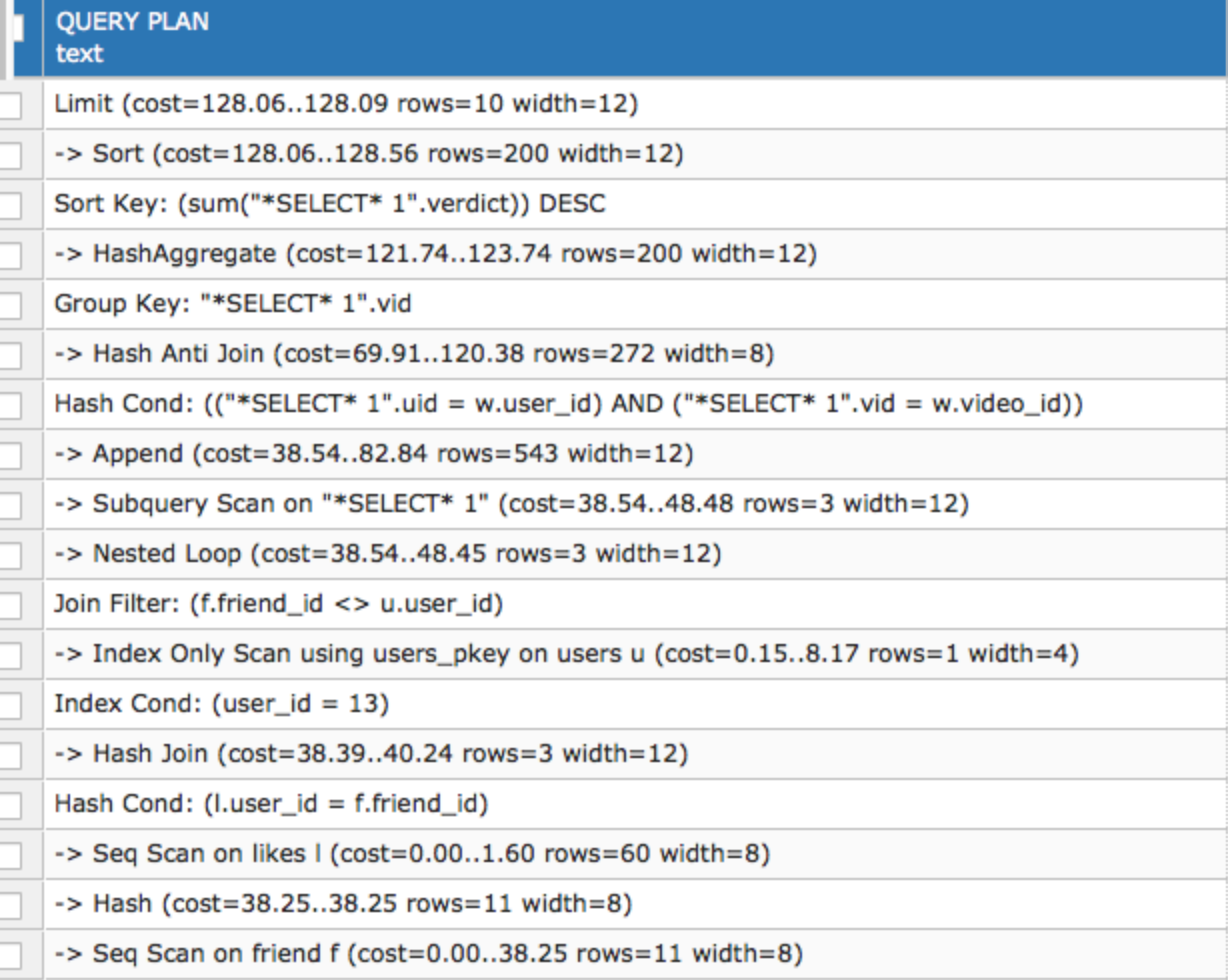 QUERY PLAN
text
Limit (cost=128.06..128.09 rows=10 width=12)
-> Sort (cost=128.06..128.56 rows=200 width=12)
Sort Key: (sum("*SELECT* 1".verdict)) DESC
-> HashAggregate (cost=121.74..123.74 rows=200 width=12)
Group Key: "*SELECT* 1".vid
-> Hash Anti Join (cost=69.91..120.38 rows=272 width=8)
Hash Cond: (("*SELECT* 1".uid = w.user_id) AND ("*SELECT* 1".vid = w.video_id))
-> Append (cost=38.54..82.84 rows=543 width=12)
-> Subquery Scan on "*SELECT* 1" (cost=38.54..48.48 rows=3 width=12)
-> Nested Loop (cost=38.54..48.45 rows=3 width=12)
Join Filter: (f.friend_id <> u.user_id)
-> Index Only Scan using users_pkey on users u (cost=0.15..8.17 rows=1 width=4)
Index Cond: (user_id = 13)
-> Hash Join (cost=38.39..40.24 rows=3 width=12)
Hash Cond: (l.user_id = f.friend_id)
-> Seq Scan on likes l (cost=0.00..1.60 rows=60 width=8)
-> Hash (cost=38.25..38.25 rows=11 width=8)
-> Seq Scan on friend f (cost=0.00..38.25 rows=11 width=8)